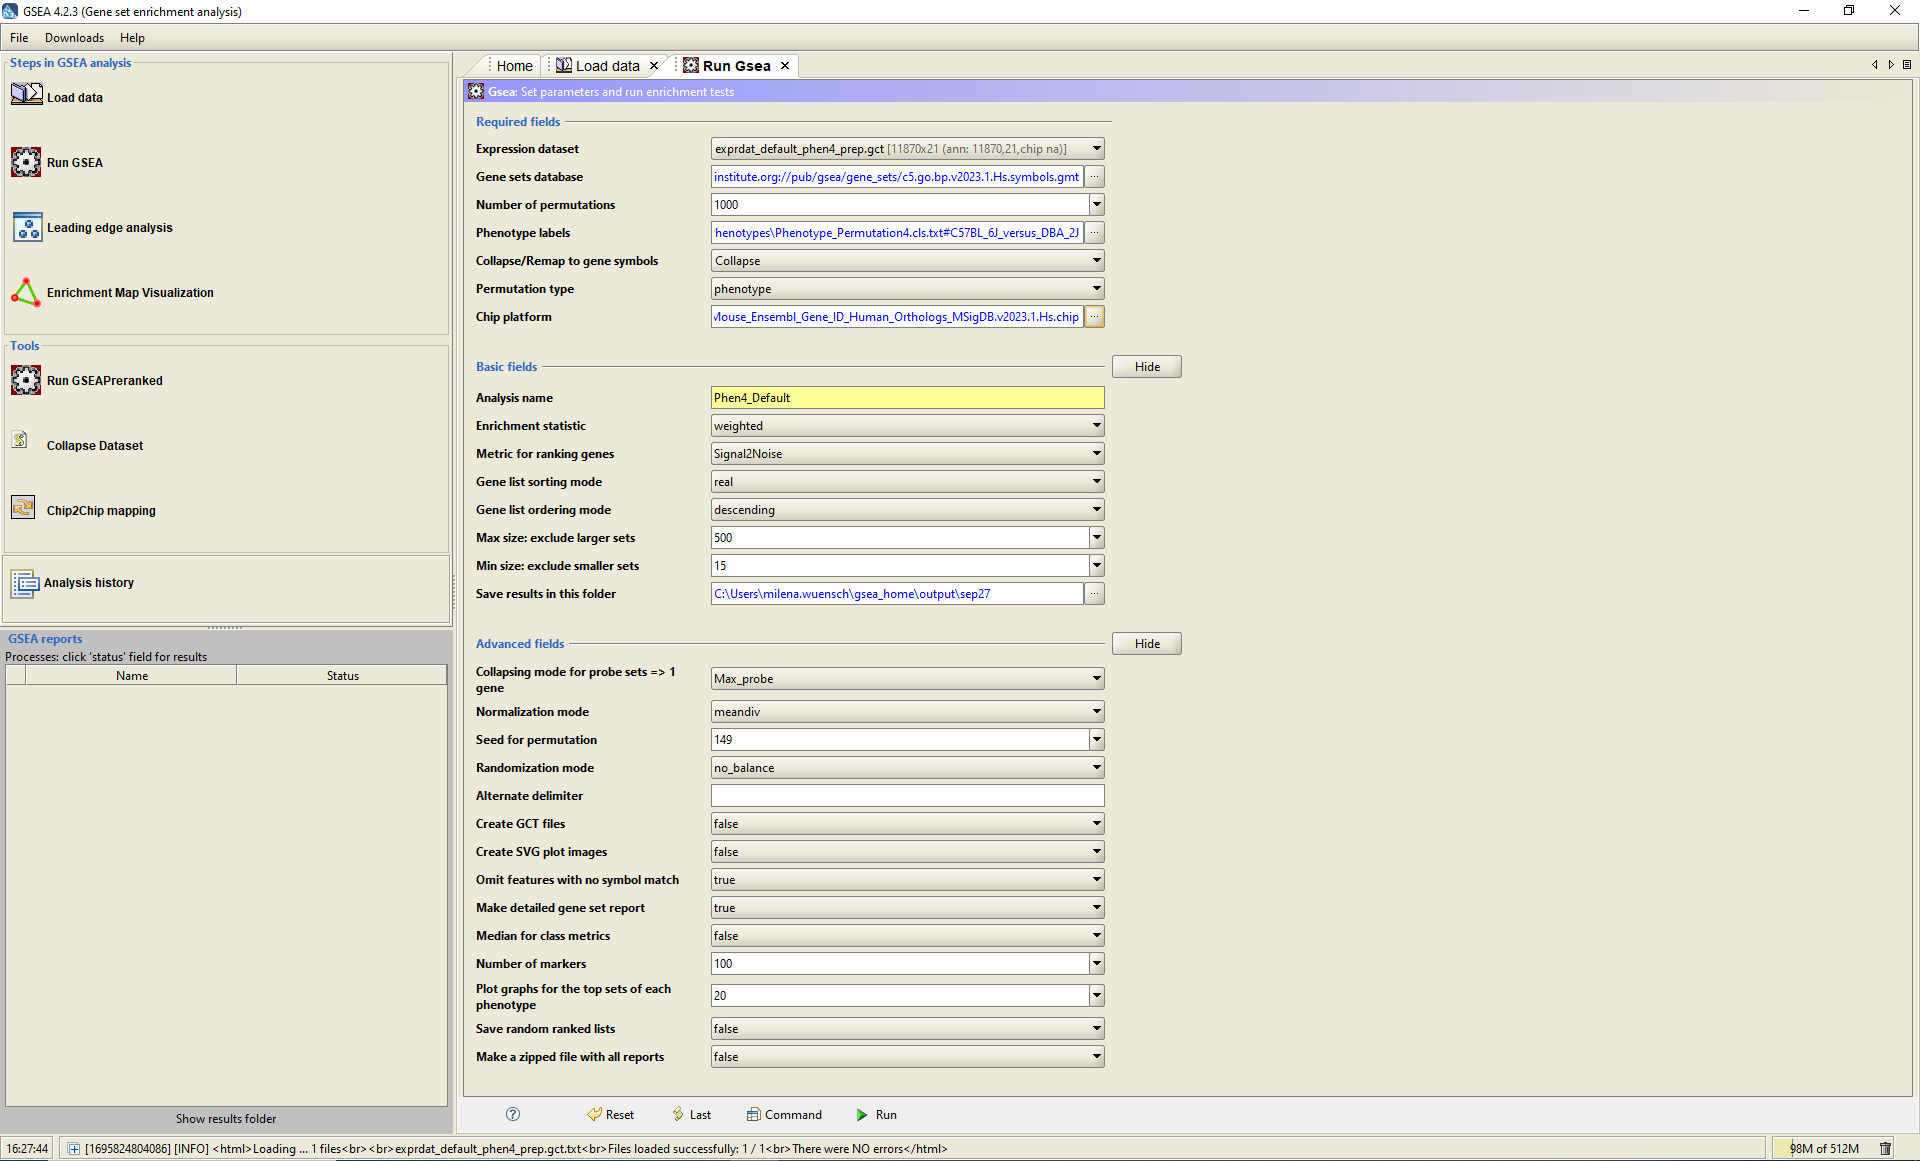 GSEA 4.2.3 (Gene set enrichment analysis)
File Downloads Help
Steps in GSEA analysis
Load data
Run GSEA
Leading edge analysis
Enrichment Map Visualization
Tools
Run GSEAPreranked
Collapse Dataset
Chip2Chip mapping
Analysis history
GSEA reports
Processes: click 'status' field for results
Name Status
Show results folder
Home Load data Run Gsea
Gsea: Set parameters and run enrichment tests
Required fields
Expression dataset exprdat_default_phen4_prep.gct [11870x21 (ann: 11870,21,chip na)]
Gene sets database institute.org://pub/gsea/gene_sets/c5.go.bp.v2023.1.Hs.symbols.gmt ...
Number of permutations 1000
Phenotype labels henotypes\Phenotype_Permutation4.cls.txt#C57BL_6J_versus_DBA_2J ...
Collapse/Remap to gene symbols Collapse
Permutation type phenotype
Chip platform Mouse_Ensembl_Gene_ID_Human_Orthologs_MSigDB.v2023.1.Hs.chip ...
Basic fields Hide
Analysis name Phen4_Default
Enrichment statistic weighted
Metric for ranking genes Signal2Noise
Gene list sorting mode real
Gene list ordering mode descending
Max size: exclude larger sets 500
Min size: exclude smaller sets 15
Save results in this folder C:\Users\milena.wuensch\gsea_home\output\sep27 ...
Advanced fields Hide
Collapsing mode for probe sets => 1
gene Max_probe
Normalization mode meandiv
Seed for permutation 149
Randomization mode no_balance
Alternate delimiter
Create GCT files false
Create SVG plot images false
Omit features with no symbol match true
Make detailed gene set report true
Median for class metrics false
Number of markers 100
Plot graphs for the top sets of each
phenotype 20
Save random ranked lists false
Make a zipped file with all reports false
? Reset Last Command Run
16:27:44 [1695824804086] [INFO] <html>Loading ... 1 files<br><br>exprdat_default_phen4_prep.gct.txt<br>Files loaded successfully: 1 / 1<br>There were NO errors</html> 98M of 512M